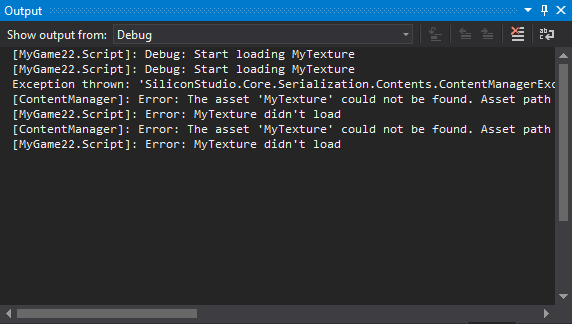 Output
Show output from: Debug
[MyGame22.Script]: Debug: Start loading MyTexture
[MyGame22.Script]: Debug: Start loading MyTexture
Exception thrown: 'SiliconStudio.Core.Serialization.Contents.ContentManagerExc
[ContentManager]: Error: The asset 'MyTexture' could not be found. Asset path
[MyGame22.Script]: Error: MyTexture didn't load
[ContentManager]: Error: The asset 'MyTexture' could not be found. Asset path
[MyGame22.Script]: Error: MyTexture didn't load